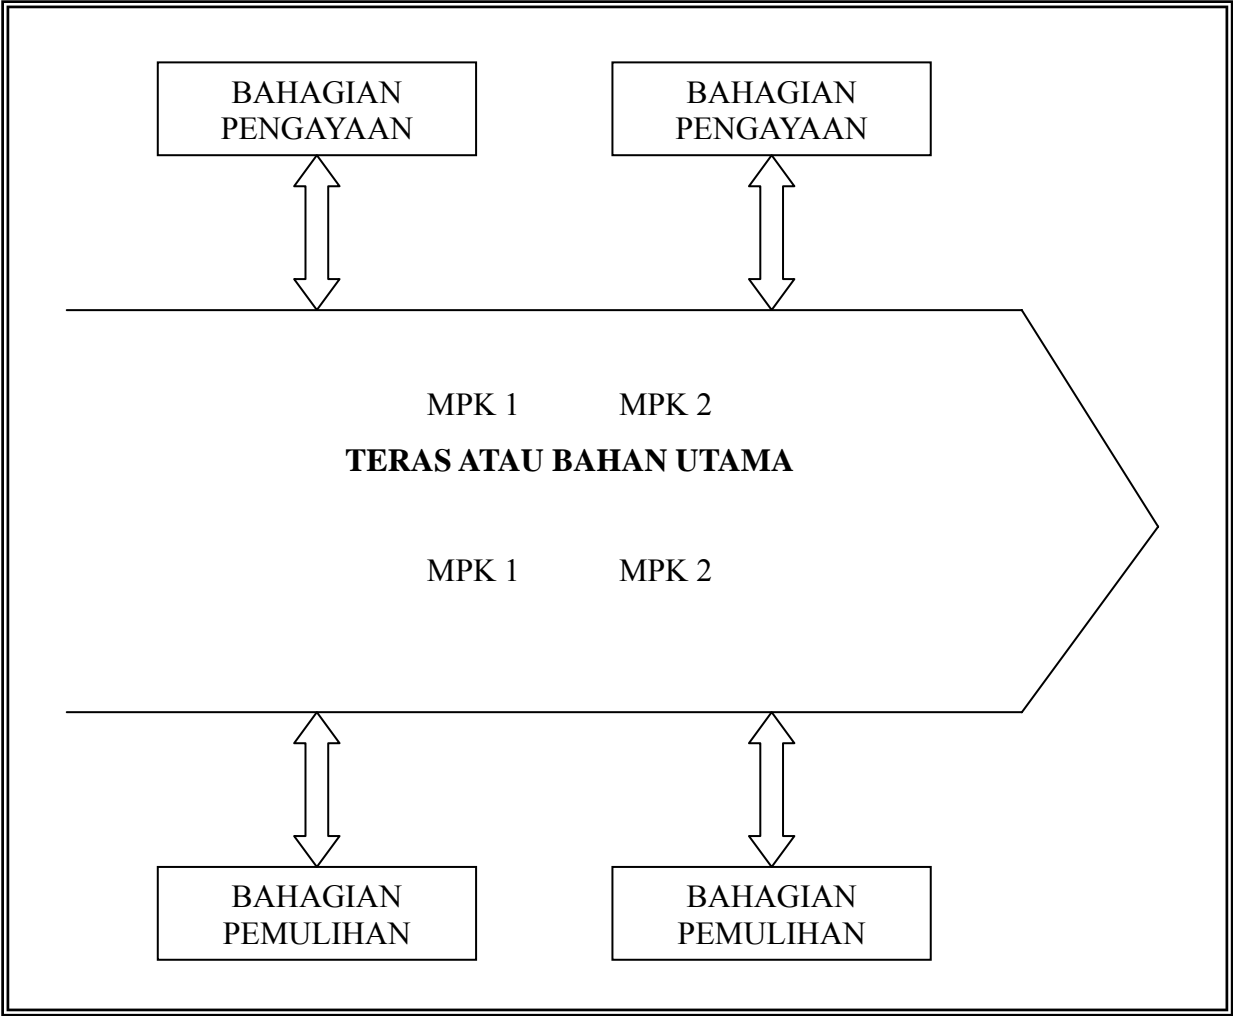 BAHAGIAN
PENGAYAAN
BAHAGIAN
PENGAYAAN
MPK 1 MPK 2
TERAS ATAU BAHAN UTAMA
MPK 1 MPK 2
BAHAGIAN
PEMULIHAN
BAHAGIAN
PEMULIHAN